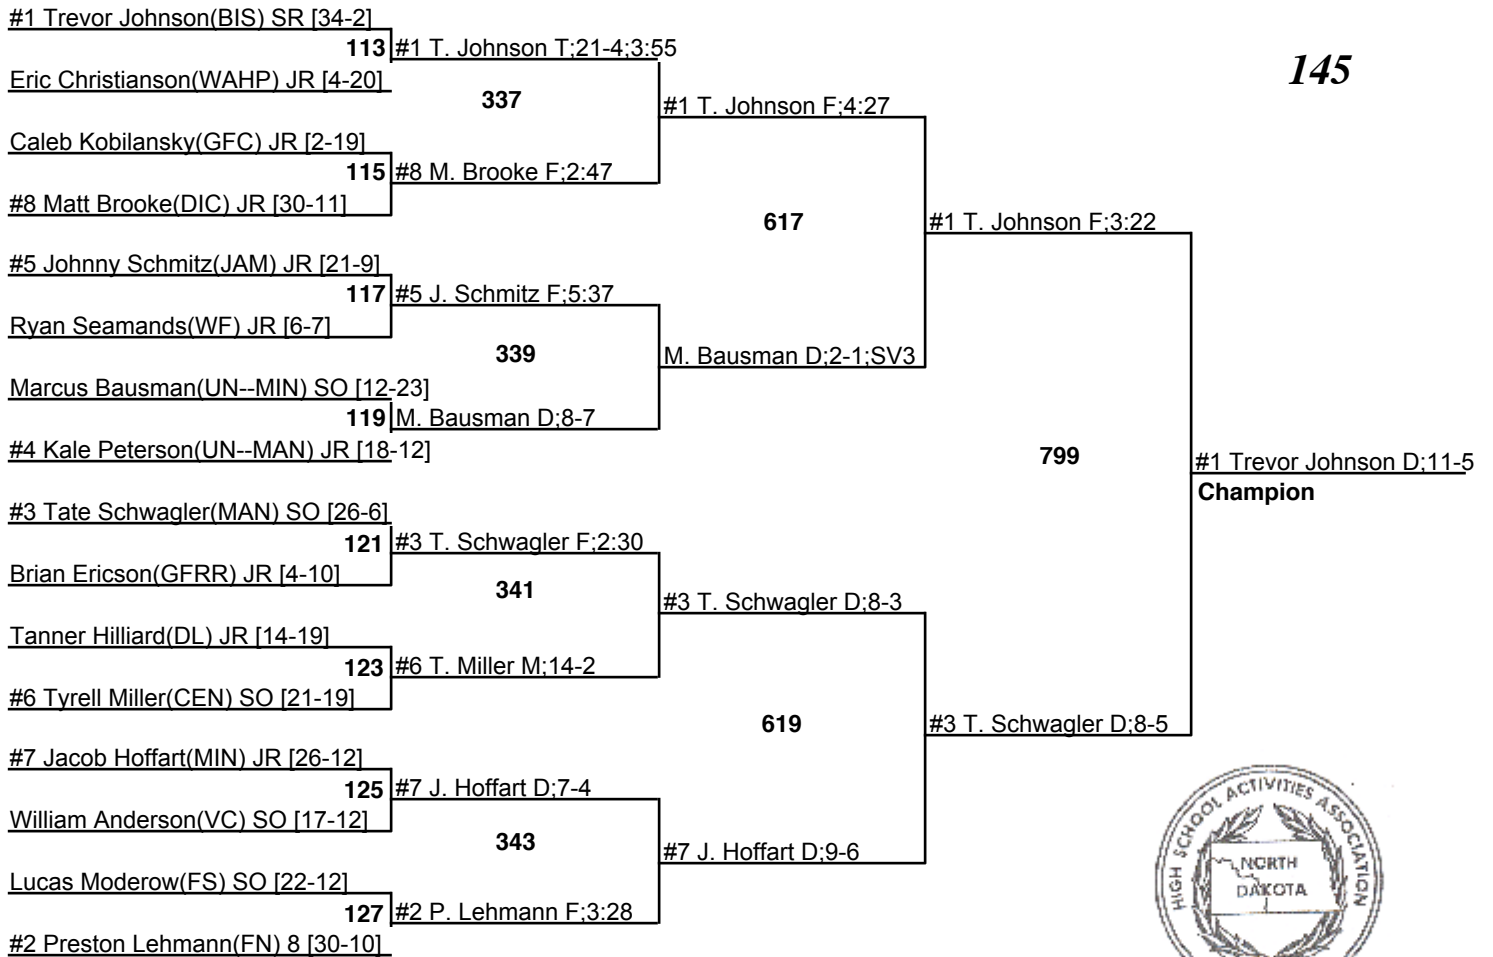 #1 Trevor Johnson(BIS) SR [34-2]
113 #1 T. Johnson T;21-4;3:55
145
Eric Christianson(WAHP) JR [4-20]
337
#1 T. Johnson F;4:27
Caleb Kobilansky(GFC) JR [2-19]
115 #8 M. Brooke F;2:47
#8 Matt Brooke(DIC) JR [30-11]
617
#1 T. Johnson F;3:22
#5 Johnny Schmitz(JAM) JR [21-9]
117 #5 J. Schmitz F;5:37
Ryan Seamands(WF) JR [6-7]
339
M. Bausman D;2-1;SV3
Marcus Bausman(UN--MIN) SO [12-23]
119 M. Bausman D;8-7
#4 Kale Peterson(UN--MAN) JR [18-12]
799
#1 Trevor Johnson D;11-5
Champion
#3 Tate Schwagler(MAN) SO [26-6]
121 #3 T. Schwagler F;2:30
Brian Ericson(GFRR) JR [4-10]
341
#3 T. Schwagler D;8-3
Tanner Hilliard(DL) JR [14-19]
123 #6 T. Miller M;14-2
#6 Tyrell Miller(CEN) SO [21-19]
619
#3 T. Schwagler D;8-5
#7 Jacob Hoffart(MIN) JR [26-12]
125 #7 J. Hoffart D;7-4
William Anderson(VC) SO [17-12]
343
#7 J. Hoffart D;9-6
Lucas Moderow(FS) SO [22-12]
127 #2 P. Lehmann F;3:28
#2 Preston Lehmann(FN) 8 [30-10]
HIGH SCHOOL ACTIVITIES ASSOCIATION
NORTH
DAKOTA